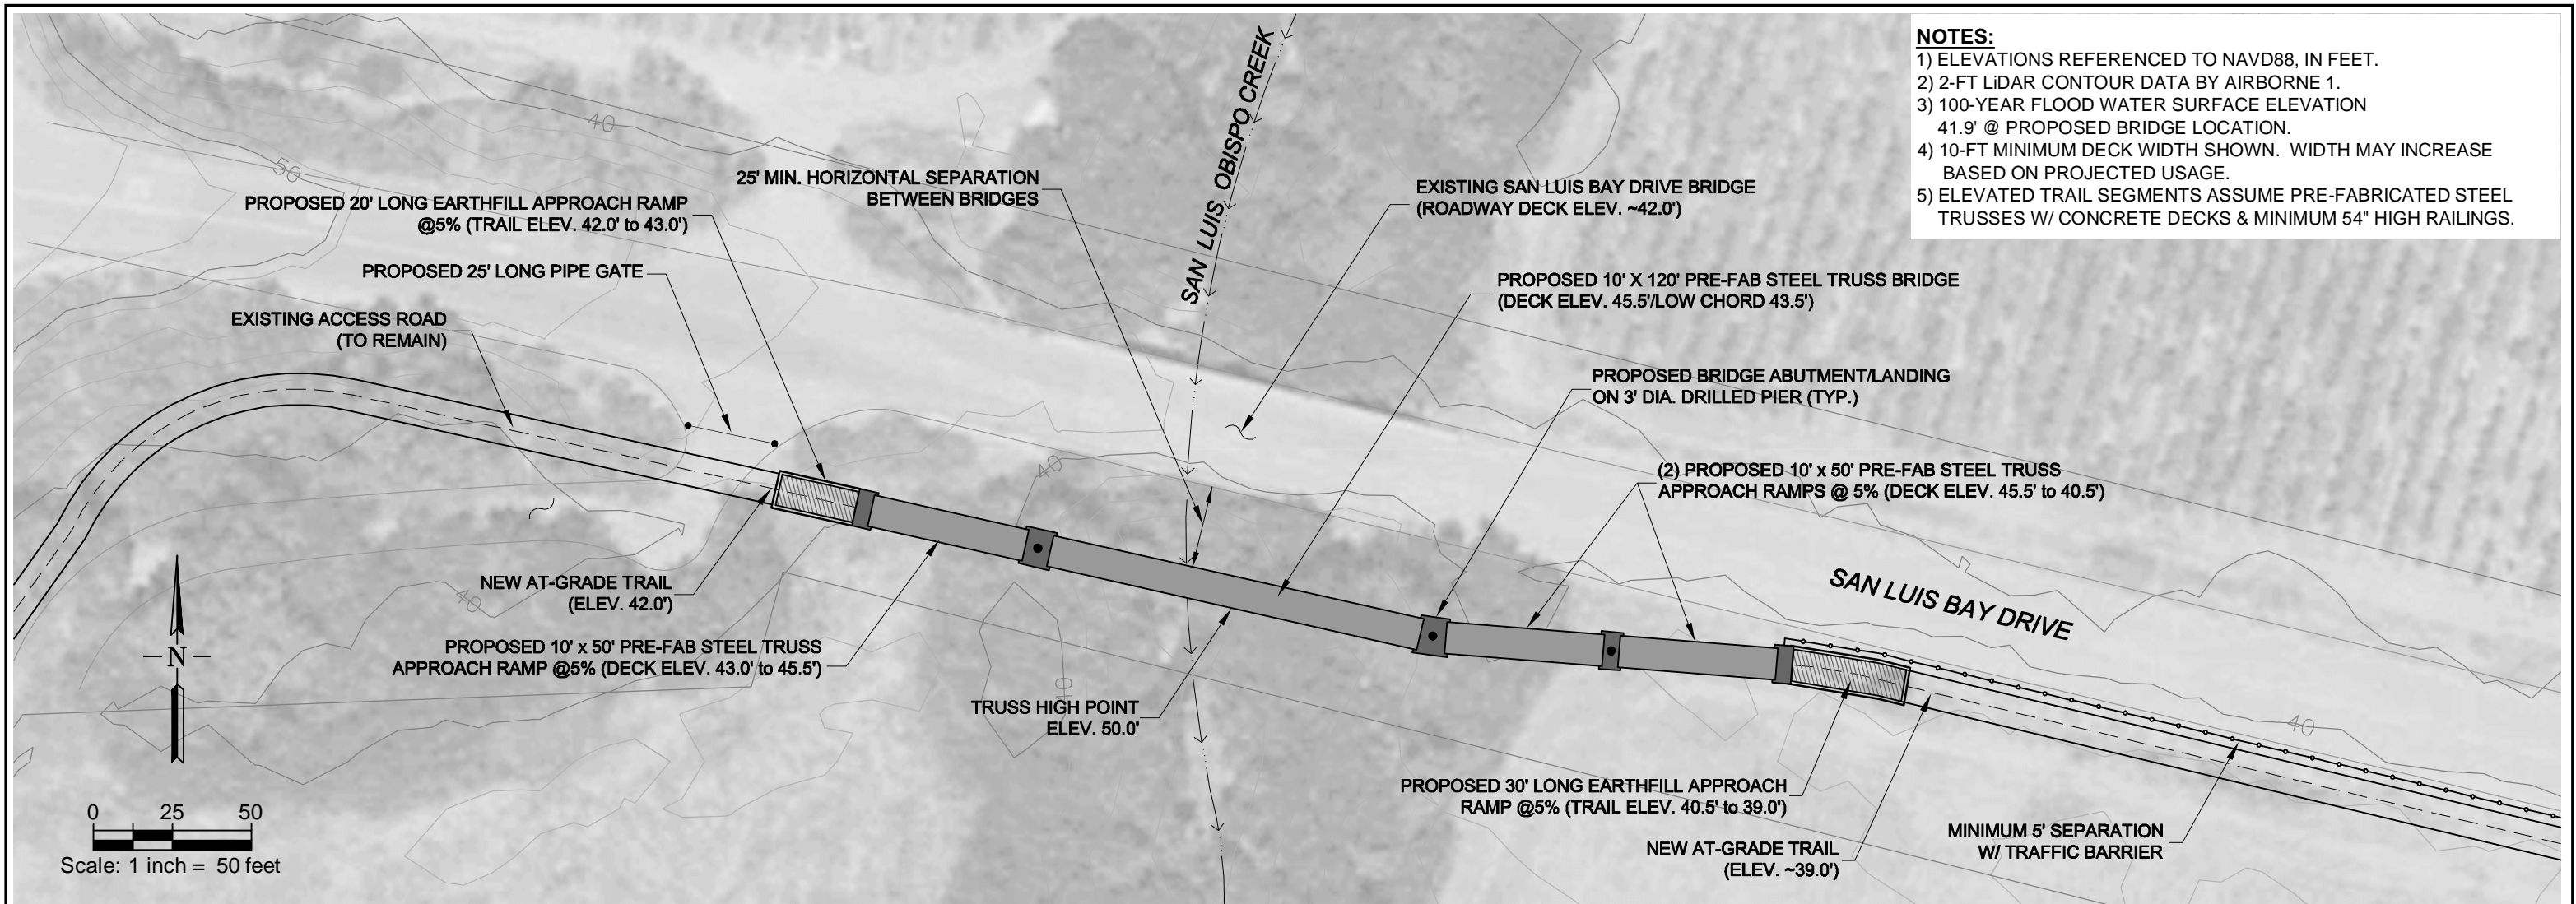 NOTES:
1) ELEVATIONS REFERENCED TO NAVD88, IN FEET.
2) 2-FT LiDAR CONTOUR DATA BY AIRBORNE 1.
3) 100-YEAR FLOOD WATER SURFACE ELEVATION
41.9' @ PROPOSED BRIDGE LOCATION.
4) 10-FT MINIMUM DECK WIDTH SHOWN. WIDTH MAY INCREASE
BASED ON PROJECTED USAGE.
5) ELEVATED TRAIL SEGMENTS ASSUME PRE-FABRICATED STEEL
TRUSSES W/ CONCRETE DECKS & MINIMUM 54" HIGH RAILINGS.
40
50
SAN LUIS OBISPO CREEK
25' MIN. HORIZONTAL SEPARATION
BETWEEN BRIDGES
EXISTING SAN LUIS BAY DRIVE BRIDGE
(ROADWAY DECK ELEV. ~42.0')
PROPOSED 20' LONG EARTHFILL APPROACH RAMP
@5% (TRAIL ELEV. 42.0' to 43.0')
PROPOSED 25' LONG PIPE GATE
PROPOSED 10' X 120' PRE-FAB STEEL TRUSS BRIDGE
(DECK ELEV. 45.5'/LOW CHORD 43.5')
EXISTING ACCESS ROAD
(TO REMAIN)
PROPOSED BRIDGE ABUTMENT/LANDING
ON 3' DIA. DRILLED PIER (TYP.)
40
(2) PROPOSED 10' x 50' PRE-FAB STEEL TRUSS
APPROACH RAMPS @ 5% (DECK ELEV. 45.5' to 40.5')
NEW AT-GRADE TRAIL
(ELEV. 42.0')
40
SAN LUIS BAY DRIVE
PROPOSED 10' x 50' PRE-FAB STEEL TRUSS
APPROACH RAMP @5% (DECK ELEV. 43.0' to 45.5')
40
TRUSS HIGH POINT
ELEV. 50.0'
40
N
PROPOSED 30' LONG EARTHFILL APPROACH
RAMP @5% (TRAIL ELEV. 40.5' to 39.0')
NEW AT-GRADE TRAIL
(ELEV. ~39.0')
MINIMUM 5' SEPARATION
W/ TRAFFIC BARRIER
0 25 50
Scale: 1 inch = 50 feet